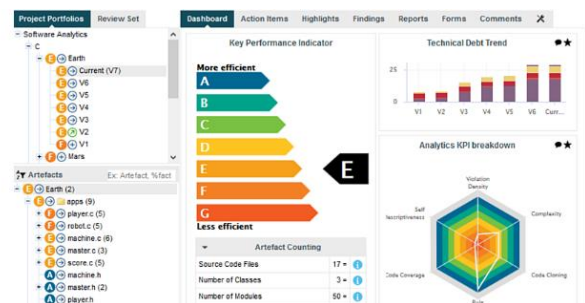 Project Portfolios
Review Set
Software Analytics
C
E Earth
E Current (V7)
E V6
E V5
E V4
E V3
E V2
F V1
F Mars
Artefacts
Ex: Artefact, %fact
E Earth (2)
E apps (9)
F player.c (5)
F robot.c (5)
E machine.c (6)
E master.c (3)
E score.c (5)
A machine.h
A master.h (2)
A player.h
Dashboard
Action Items
Highlights
Findings
Reports
Forms
Comments
Key Performance Indicator
More efficient
A
B
C
D
E
E
F
G
Less efficient
Artefact Counting
Source Code Files 17 =
Number of Classes 3 =
Number of Modules 50 =
Technical Debt Trend
25
0
V1 V2 V3 V4 V5 V6 Curr...
Analytics KPI breakdown
Violation
Density
Self
Complexity
Code Coverage
Code Cloning